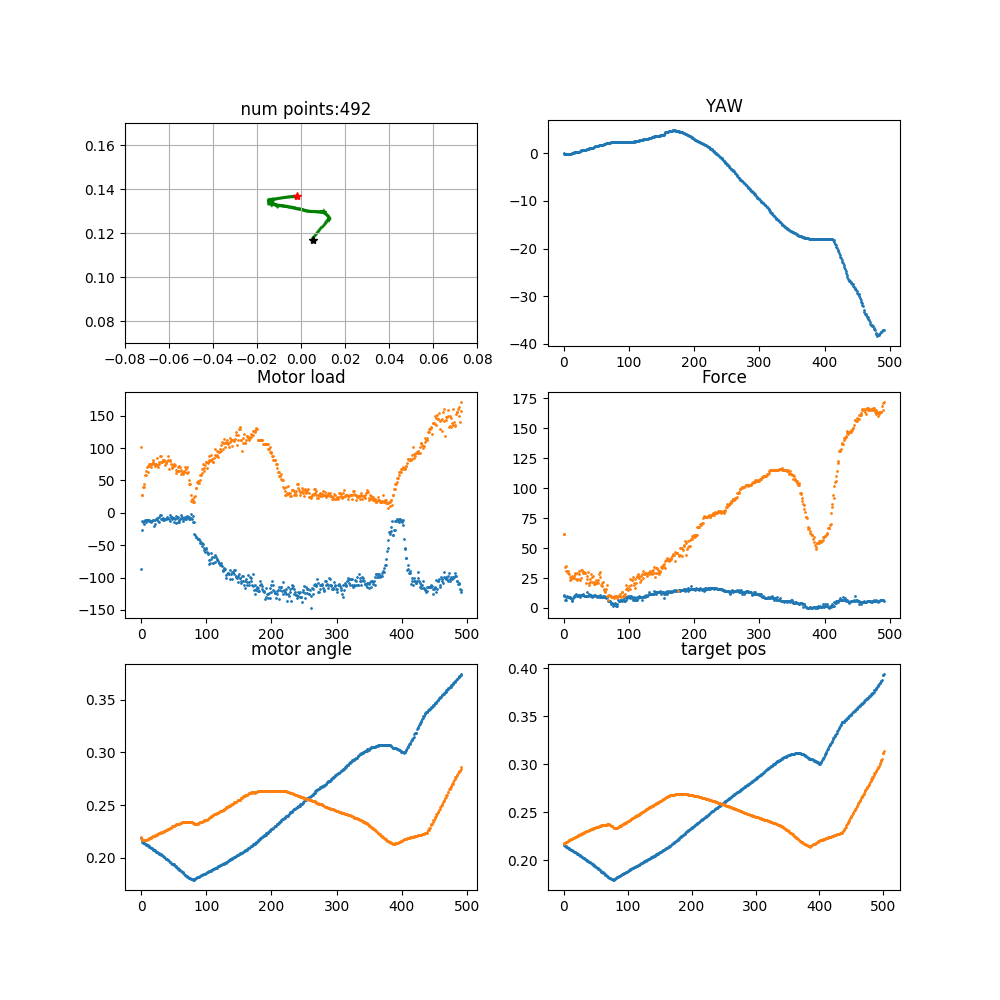 num points:492
YAW
0.16
0.14
0.12
0.10
0.08
−0.08 −0.06 −0.04 −0.02 0.00 0.02 0.04 0.06 0.08
0
−10
−20
−30
−40
0 100 200 300 400 500
Motor load
Force
150
100
50
0
−50
−100
−150
0 100 200 300 400 500
175
150
125
100
75
50
25
0
0 100 200 300 400 500
motor angle
target pos
0.35
0.30
0.25
0.20
0 100 200 300 400 500
0.40
0.35
0.30
0.25
0.20
0 100 200 300 400 500